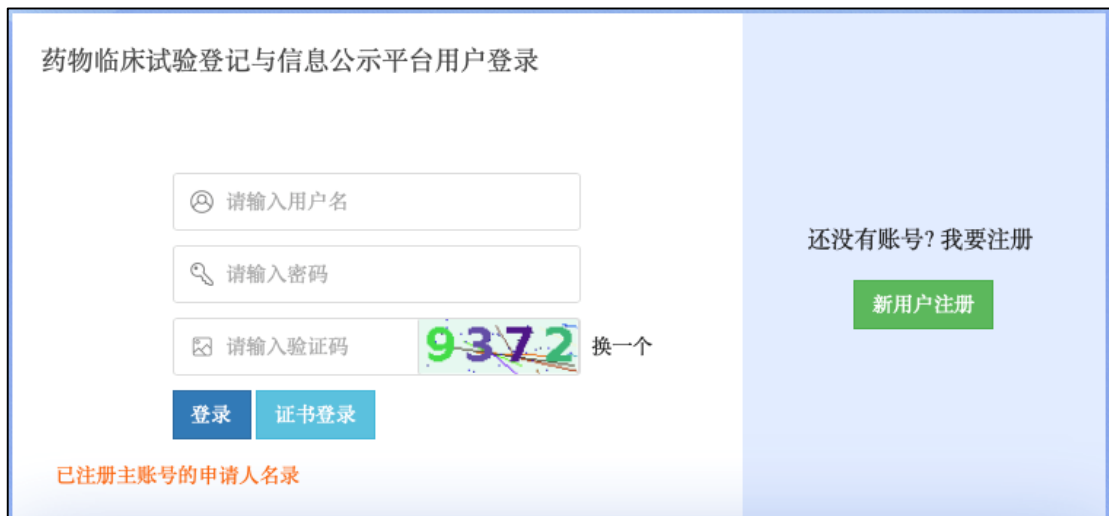 药物临床试验登记与信息公示平台用户登录
请输入用户名
请输入密码
请输入验证码
9372
换一个
登录
证书登录
已注册主账号的申请人名录
还没有账号?我要注册
新用户注册